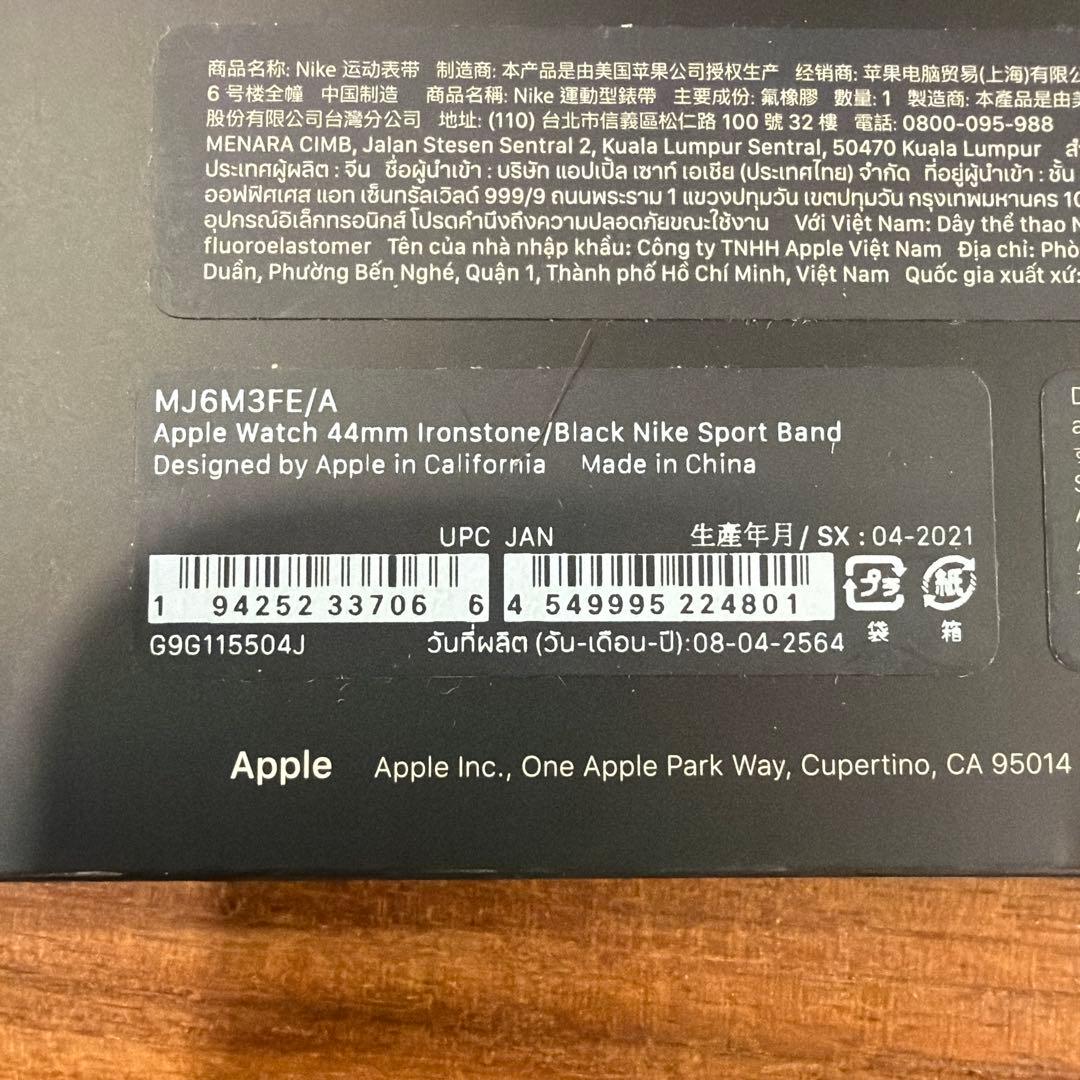 商品名称: Nike 运动表带 制造商: 本产品是由美国苹果公司授权生产 经销商: 苹果电脑贸易(上海)有限公
6 号楼全幢 中国制造 商品名稱: Nike 運動型錶帶 主要成份: 氟橡膠 數量: 1 製造商: 本產品是由美
股份有限公司台灣分公司 地址: (110) 台北市信義區松仁路 100 號 32 樓 電話: 0800-095-988
MENARA CIMB, Jalan Stesen Sentral 2, Kuala Lumpur Sentral, 50470 Kuala Lumpur
ประเทศผู้ผลิต : จีน ชื่อผู้นำเข้า : บริษัท แอปเปิ้ล เซาท์ เอเชีย (ประเทศไทย) จำกัด ที่อยู่ผู้นำเข้า : ชั้น
ออฟฟิศเศส แอท เซ็นทรัลเวิลด์ 999/9 ถนนพระราม 1 แขวงปทุมวัน เขตปทุมวัน กรุงเทพมหานคร 10
อุปกรณ์อิเล็กทรอนิกส์ โปรดคำนึงถึงความปลอดภัยขณะใช้งาน Với Việt Nam: Dây thể thao N
fluoroelastomer Tên của nhà nhập khẩu: Công ty TNHH Apple Việt Nam Địa chỉ: Phò
Duẩn, Phường Bến Nghé, Quận 1, Thành phố Hồ Chí Minh, Việt Nam Quốc gia xuất xứ:
MJ6M3FE/A
Apple Watch 44mm Ironstone/Black Nike Sport Band
Designed by Apple in California Made in China
UPC JAN 生產年月/ SX : 04-2021
1 94252 33706 6 4 549995 224801 プラ 紙
G9G115504J วันที่ผลิต (วัน-เดือน-ปี):08-04-2564 袋 箱
Apple Apple Inc., One Apple Park Way, Cupertino, CA 95014